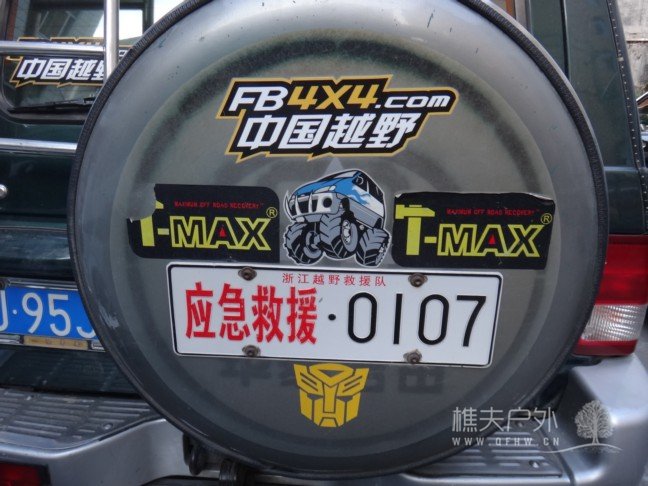 中国越野
FB4X4.com
中国越野
MAXIMUM OFF ROAD RECOVERY
T-MAX®
MAXIMUM OFF ROAD RECOVERY
T-MAX®
浙江越野救援队
应急救援·0107
·953
樵夫户外
WWW.QFHW.CN